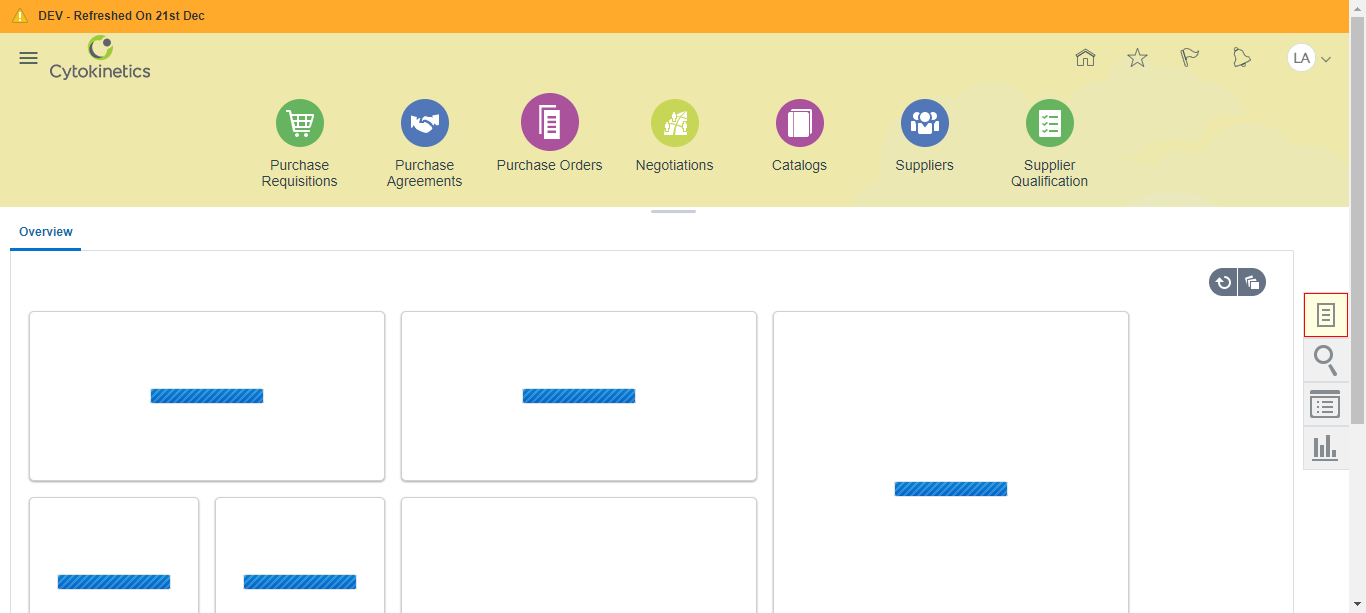 DEV - Refreshed On 21st Dec
Cytokinetics
LA
Purchase Requisitions
Purchase Agreements
Purchase Orders
Negotiations
Catalogs
Suppliers
Supplier Qualification
Overview